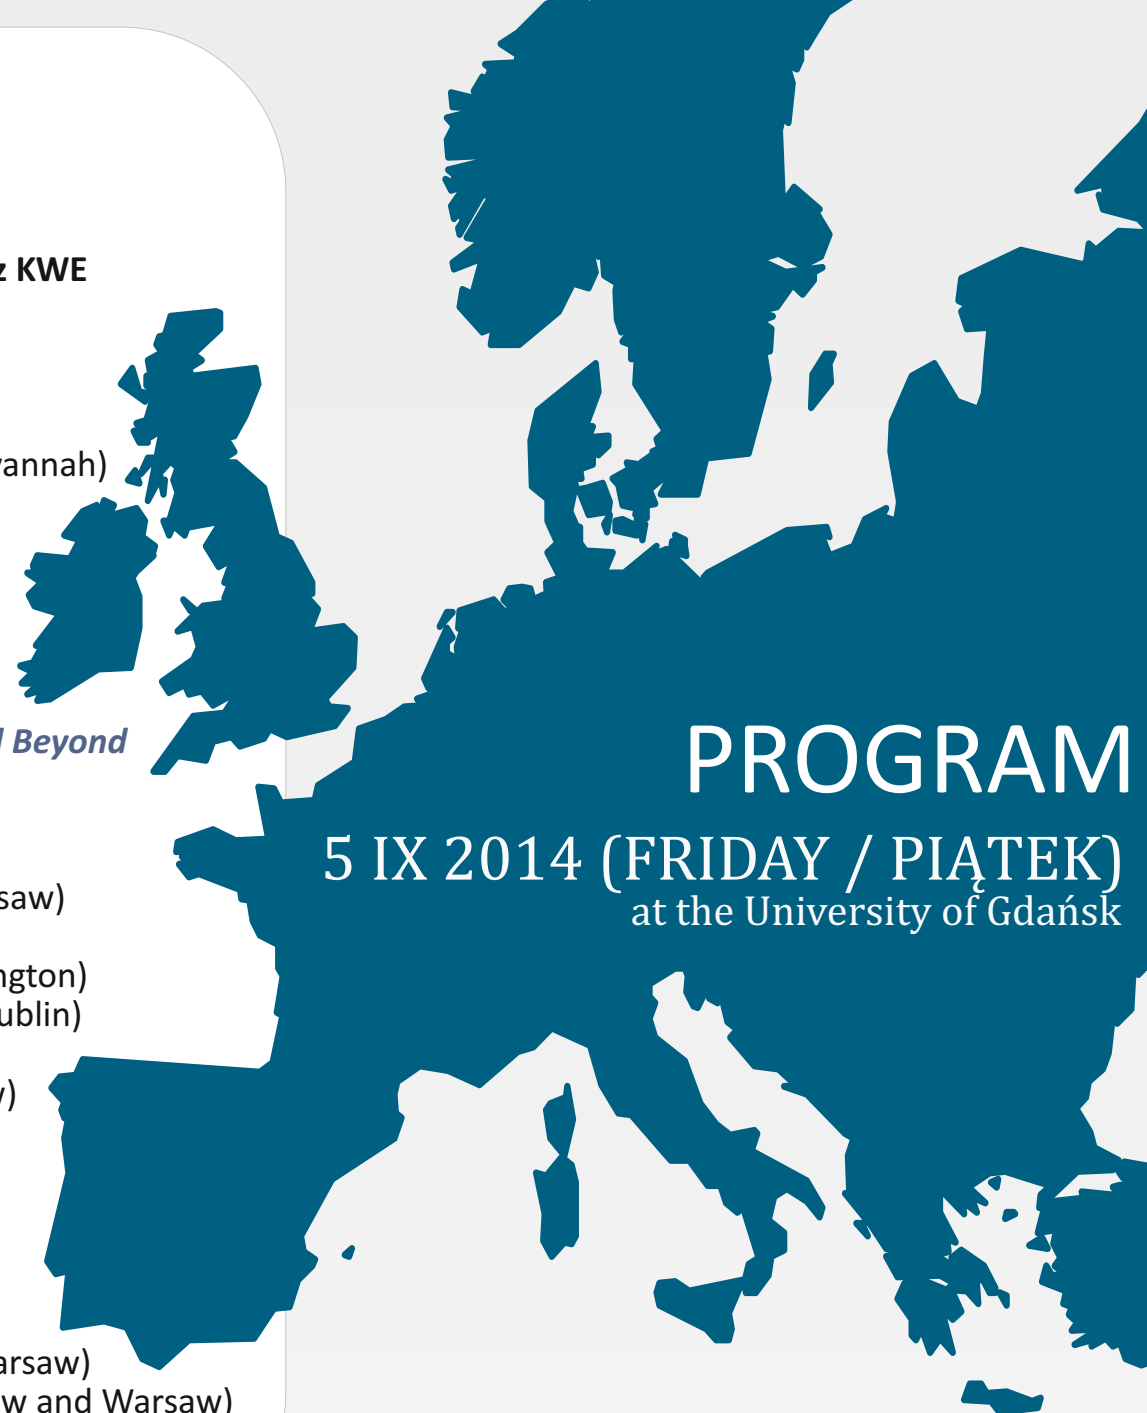 z KWE
annah)
Beyond
PROGRAM
5 IX 2014 (FRIDAY / PIĄTEK)
saw)
at the University of Gdańsk
ngton)
ublin)
)
arsaw)
w and Warsaw)